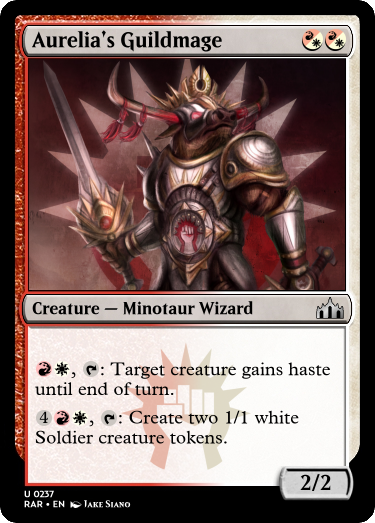 Aurelia's Guildmage
Creature — Minotaur Wizard
, : Target creature gains haste
until end of turn.
4 , : Create two 1/1 white
Soldier creature tokens.
2/2
U 0237
RAR • EN Jake Siano